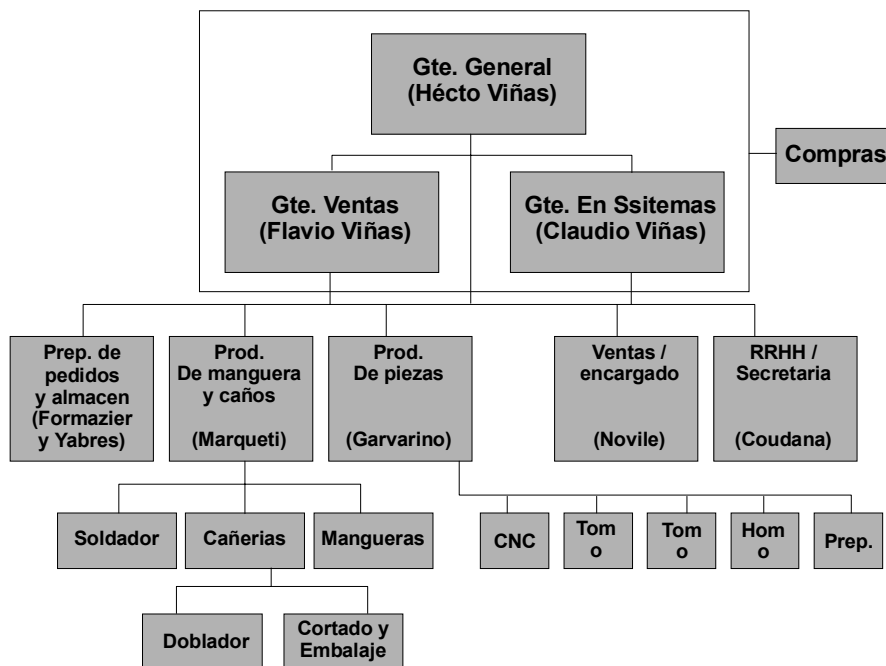 Gte. General
(Hécto Viñas)
Compras
Gte. Ventas
(Flavio Viñas)
Gte. En Ssitemas
(Claudio Viñas)
Prep. de
pedidos
y almacen
(Formazier
y Yabres)
Prod.
De manguera
y caños
(Marqueti)
Prod.
De piezas
(Garvarino)
Ventas /
encargado
(Novile)
RRHH /
Secretaria
(Coudana)
Soldador
Cañerias
Mangueras
CNC
Tom
o
Tom
o
Hom
o
Prep.
Doblador
Cortado y
Embalaje